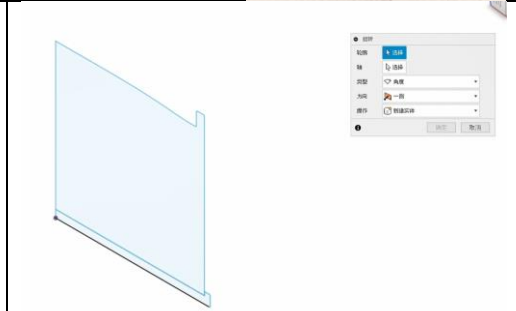 旋转
轮廓 选择
轴 选择
类型 角度
方向 一侧
操作 新建实体
确定 取消